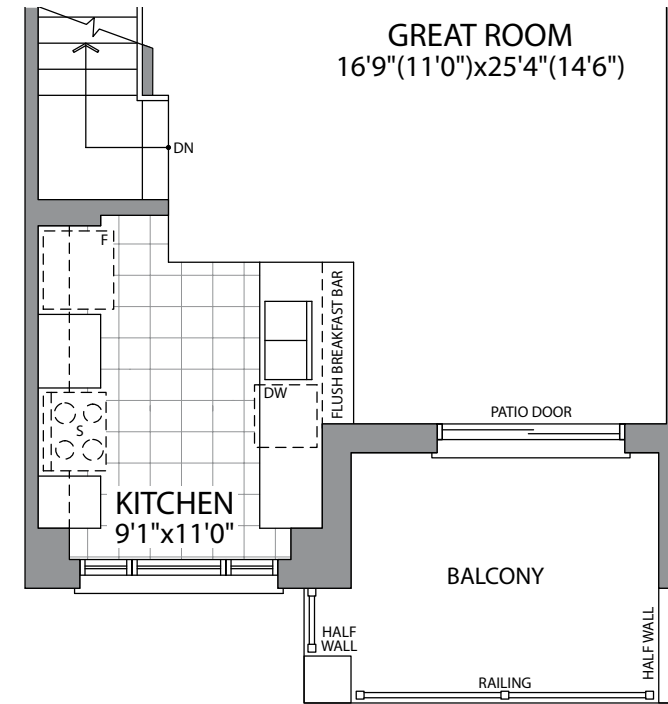 GREAT ROOM
16'9"(11'0")x25'4"(14'6")
DN
F
FLUSH BREAKFAST BAR
DW
S
PATIO DOOR
KITCHEN
9'1"x11'0"
BALCONY
HALF
WALL
HALF WALL
RAILING